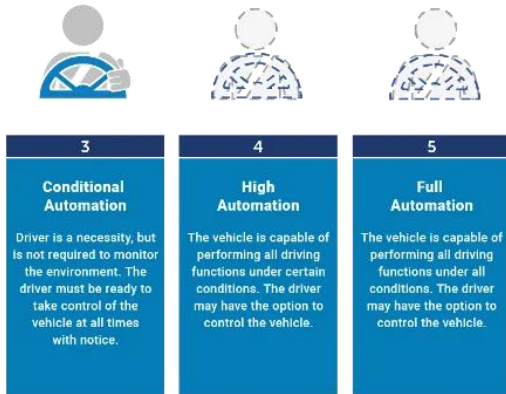 3
Conditional
Automation
Driver is a necessity, but
is not required to monitor
the environment. The
driver must be ready to
take control of the
vehicle at all times
with notice.
4
High
Automation
The vehicle is capable of
performing all driving
functions under certain
conditions. The driver
may have the option to
control the vehicle.
5
Full
Automation
The vehicle is capable of
performing all driving
functions under all
conditions. The driver
may have the option to
control the vehicle.